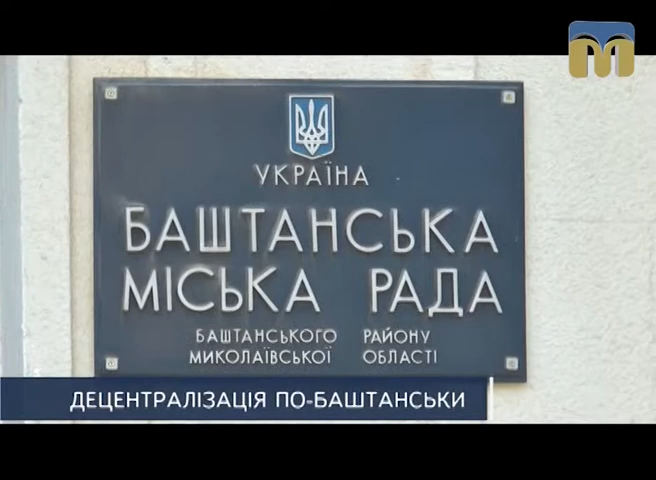 УКРАЇНА
БАШТАНСЬКА
МІСЬКА РАДА
БАШТАНСЬКОГО РАЙОНУ
МИКОЛАЇВСЬКОЇ ОБЛАСТІ
ДЕЦЕНТРАЛІЗАЦІЯ ПО-БАШТАНСЬКИ